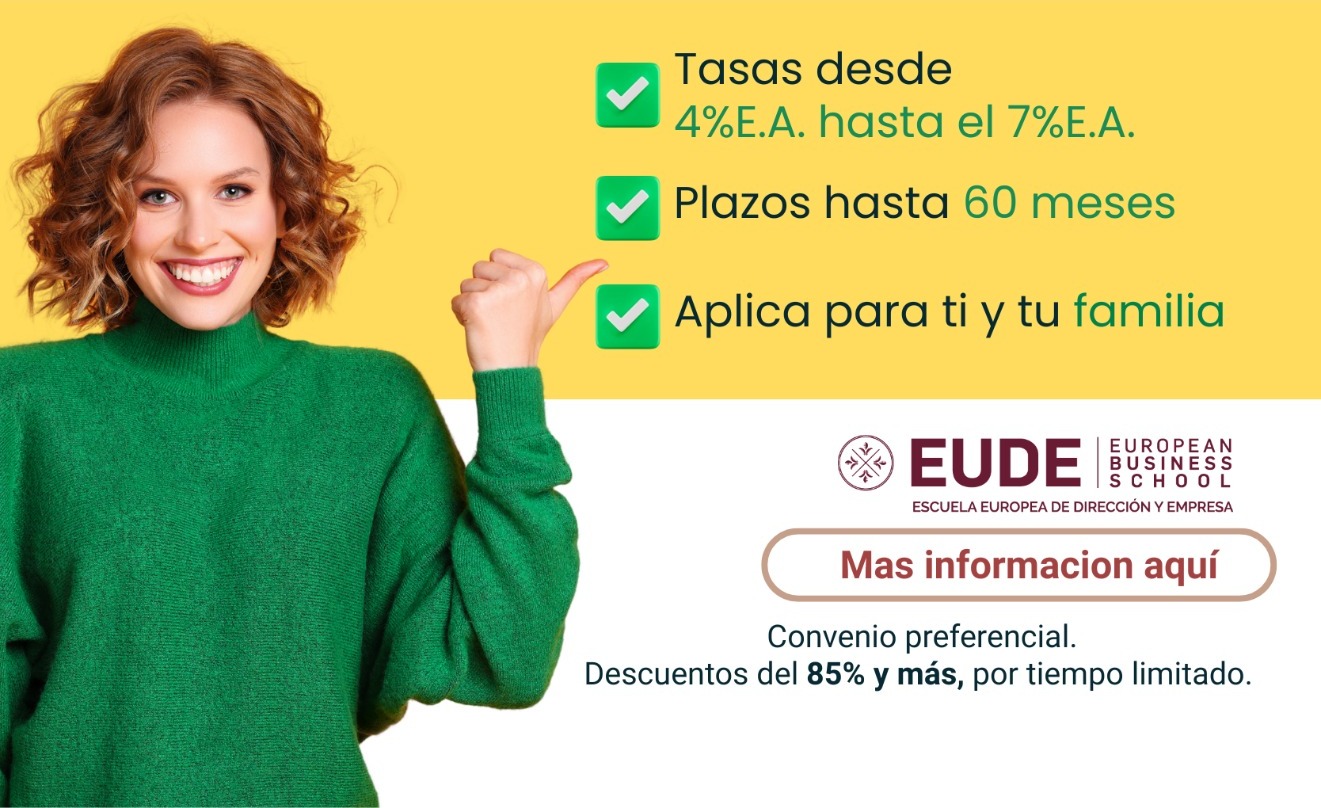 Tasas desde
4%E.A. hasta el 7%E.A.
Plazos hasta 60 meses
Aplica para ti y tu familia
EUDE
EUROPEAN
BUSINESS
SCHOOL
ESCUELA EUROPEA DE DIRECCIÓN Y EMPRESA
Mas informacion aquí
Convenio preferencial.
Descuentos del 85% y más, por tiempo limitado.